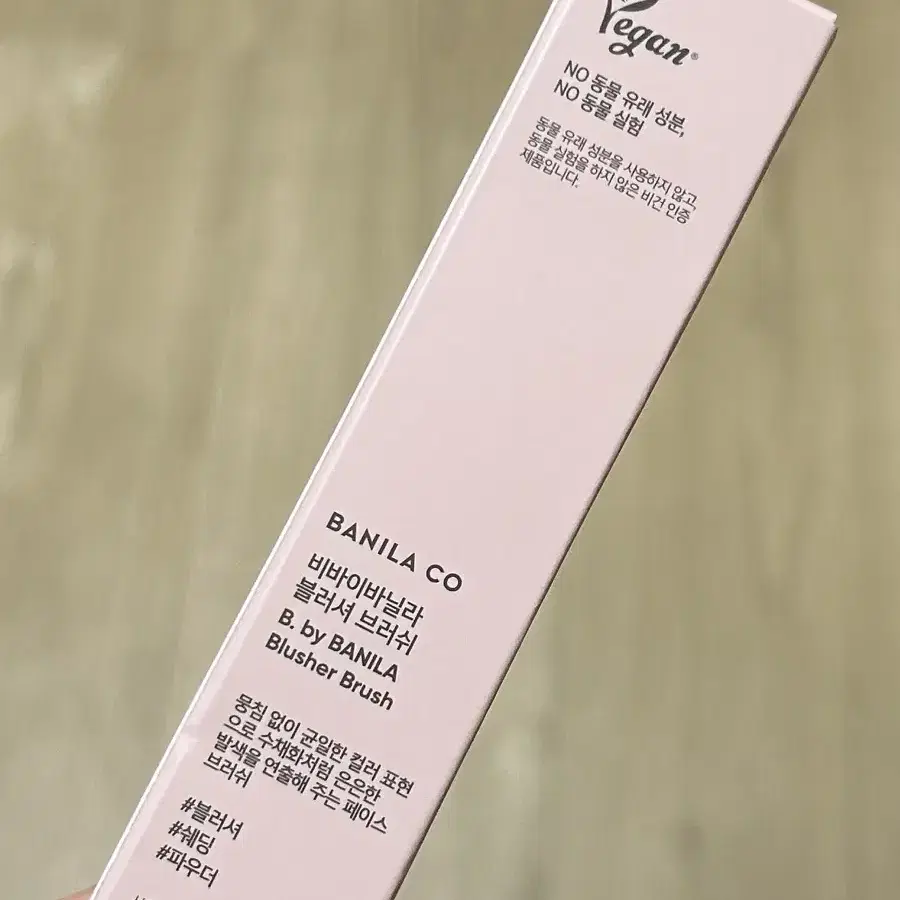 Vegan®
NO 동물 유래 성분,
NO 동물 실험
동물 유래 성분을 사용하지 않고,
동물 실험을 하지 않은 비건 인증
제품입니다.
BANILA CO
비바이바닐라
블러셔 브러쉬
B. by BANILA
Blusher Brush
뭉침 없이 균일한 컬러 표현
으로 수채화처럼 은은한
발색을 연출해 주는 페이스
브러쉬
#블러셔
#쉐딩
#파우더